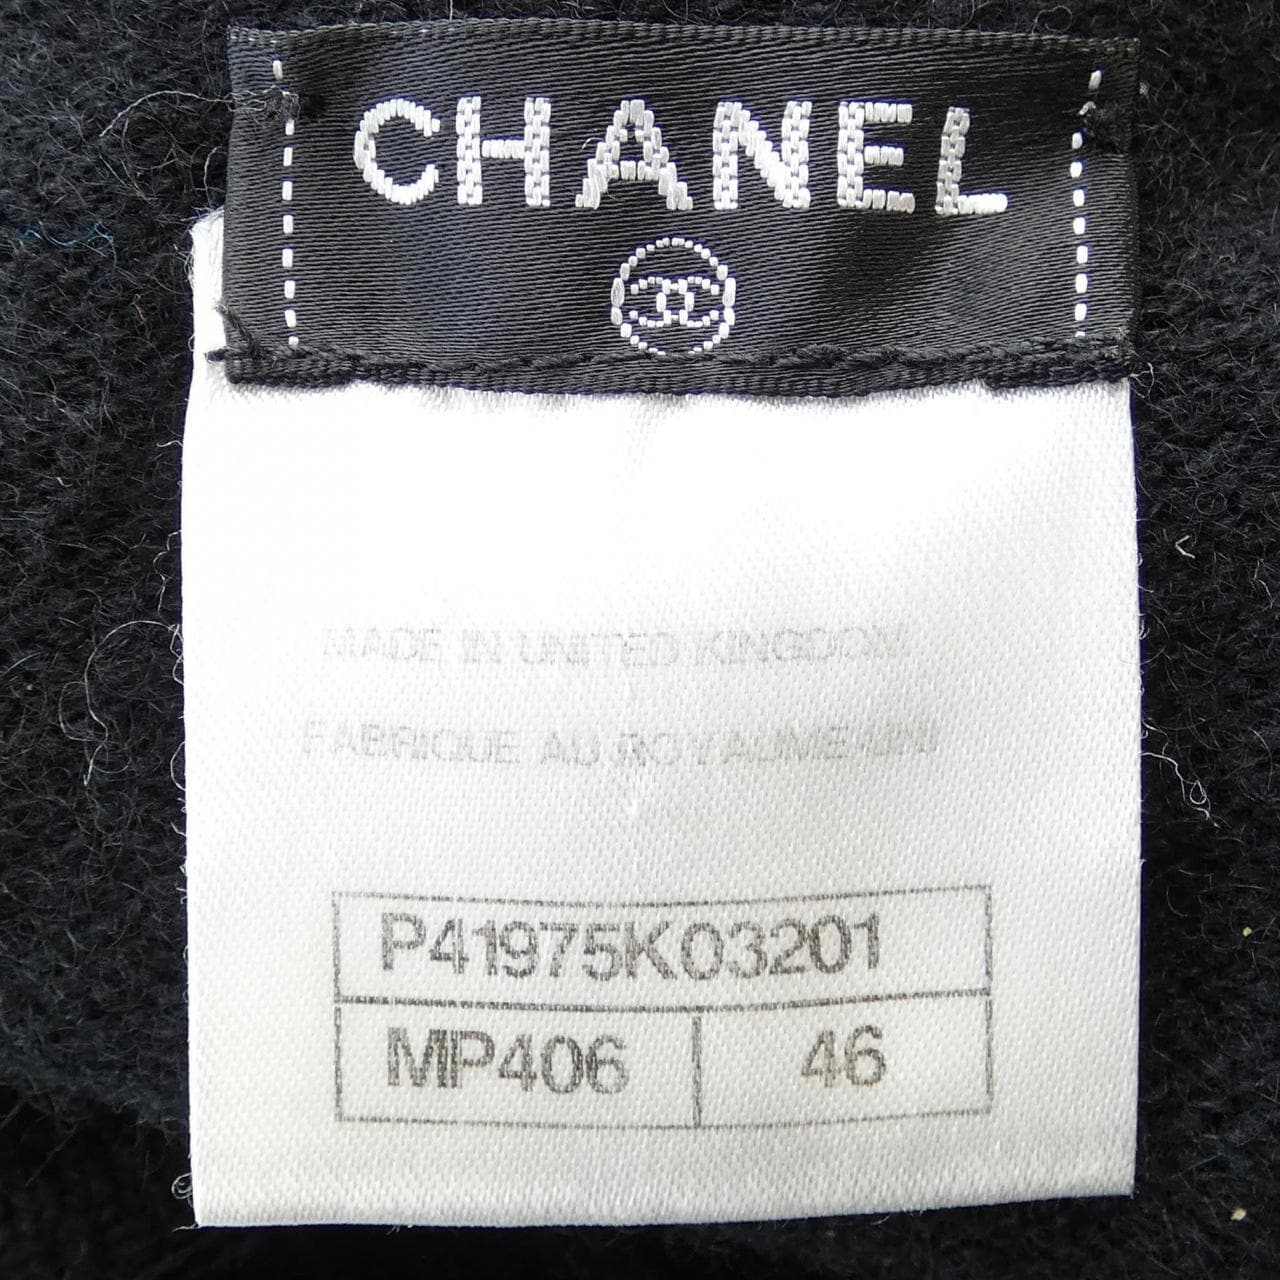 CHANEL
MADE IN UNITED KINGDOM
FABRIQUE AU ROYAUME UNI
P41975K03201
MP406 46